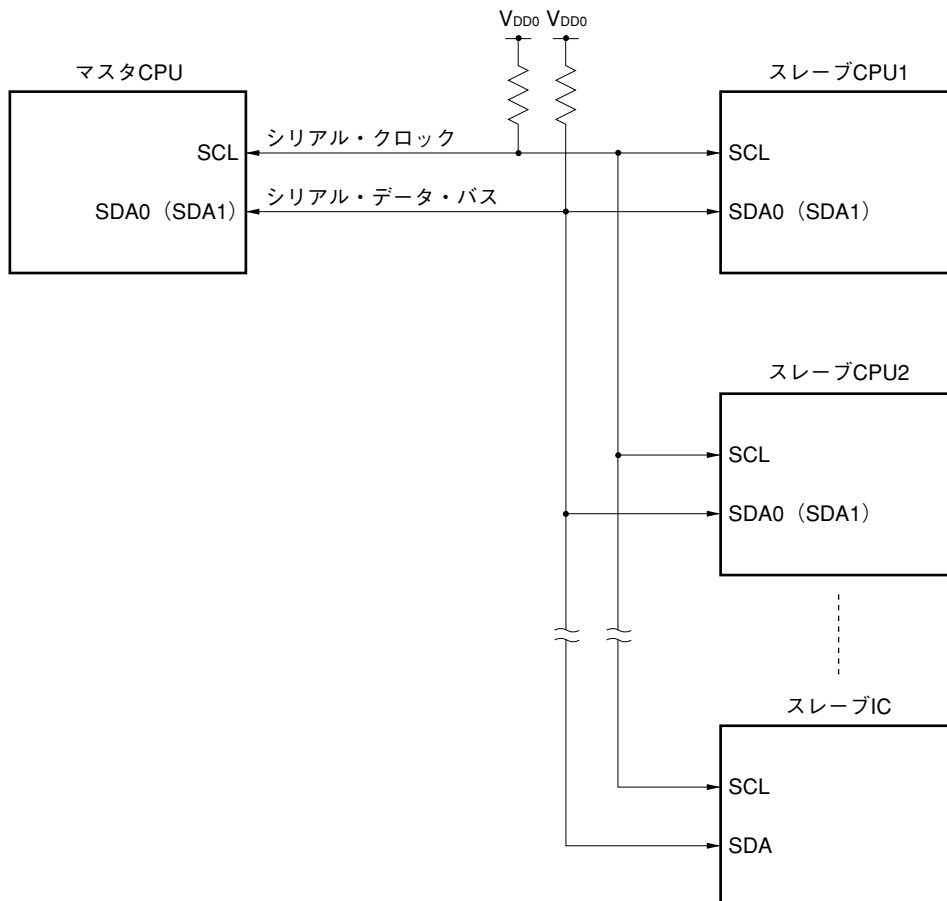 VDD0 VDD0
マスタCPU
スレーブCPU1
シリアル・クロック
SCL
SCL
シリアル・データ・バス
SDA0（SDA1）
SDA0（SDA1）
スレーブCPU2
SCL
SDA0（SDA1）
スレーブIC
SCL
SDA